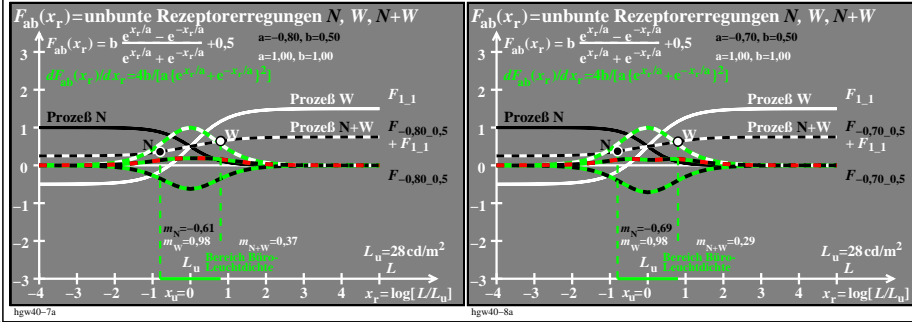 F_ab(x_r)=unbunte Rezeptorerregungen N, W, N+W
F_ab(x_r) = b (e^{x_r/a} − e^{−x_r/a})/(e^{x_r/a} + e^{−x_r/a}) +0,5
a=−0,80, b=0,50
a=1,00, b=1,00
dF_ab(x_r)/dx_r=4b/[a{e^{x_r/a}+e^{−x_r/a}]^2}
Prozeß W
F_1_1
Prozeß N
Prozeß N+W
F_−0,80_0,5
+ F_1_1
N
W
F_−0,80_0,5
3
2
1
0
−1
−2
−3
m_N=−0,61
m_W=0,98
m_N+W=0,37
L_u
Bereich Büro-
Leuchtdichte
L_u=28cd/m^2
L
−4 −3 −2 −1 x_u=0 1 2 3 4 x_r=log[L/L_u]
hgw40−7a
F_ab(x_r)=unbunte Rezeptorerregungen N, W, N+W
F_ab(x_r) = b (e^{x_r/a} − e^{−x_r/a})/(e^{x_r/a} + e^{−x_r/a}) +0,5
a=−0,70, b=0,50
a=1,00, b=1,00
dF_ab(x_r)/dx_r=4b/[a{e^{x_r/a}+e^{−x_r/a}]^2}
Prozeß W
F_1_1
Prozeß N
Prozeß N+W
F_−0,70_0,5
+ F_1_1
N
W
F_−0,70_0,5
3
2
1
0
−1
−2
−3
m_N=−0,69
m_W=0,98
m_N+W=0,29
L_u
Bereich Büro-
Leuchtdichte
L_u=28cd/m^2
L
−4 −3 −2 −1 x_u=0 1 2 3 4 x_r=log[L/L_u]
hgw40−8a